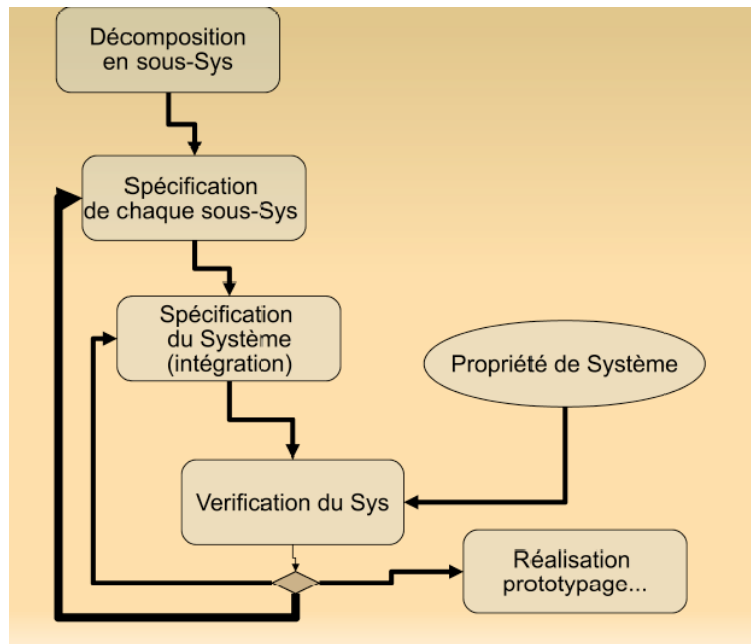 Décomposition
en sous-Sys
Spécification
de chaque sous-Sys
Spécification
du Système
(intégration)
Propriété de Système
Verification du Sys
Réalisation
prototypage...